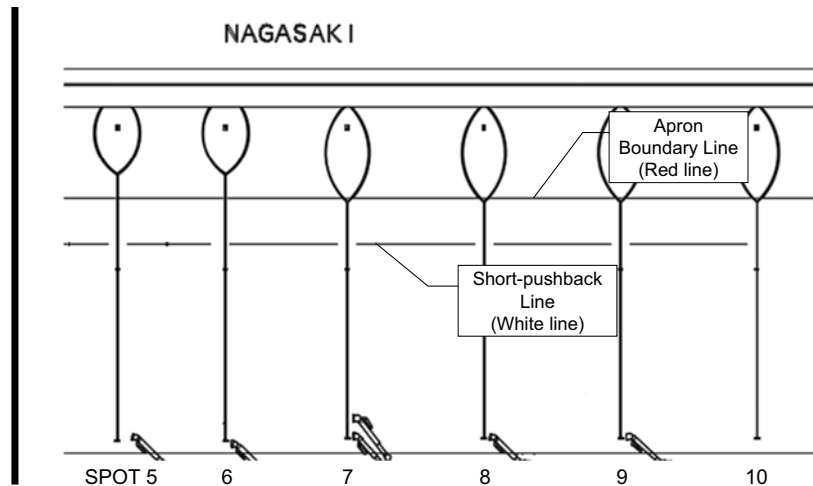 NAGASAKI
Apron
Boundary Line
(Red line)
Short-pushback
Line
(White line)
SPOT 5 6 7 8 9 10